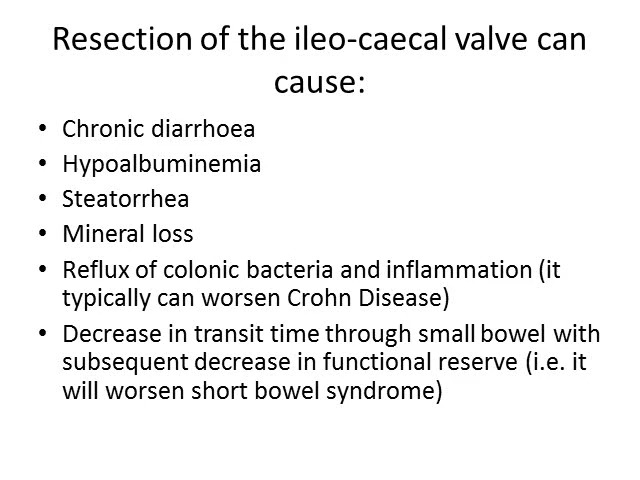 Resection of the ileo-caecal valve can
cause:
• Chronic diarrhoea
• Hypoalbuminemia
• Steatorrhea
• Mineral loss
• Reflux of colonic bacteria and inflammation (it
typically can worsen Crohn Disease)
• Decrease in transit time through small bowel with
subsequent decrease in functional reserve (i.e. it
will worsen short bowel syndrome)